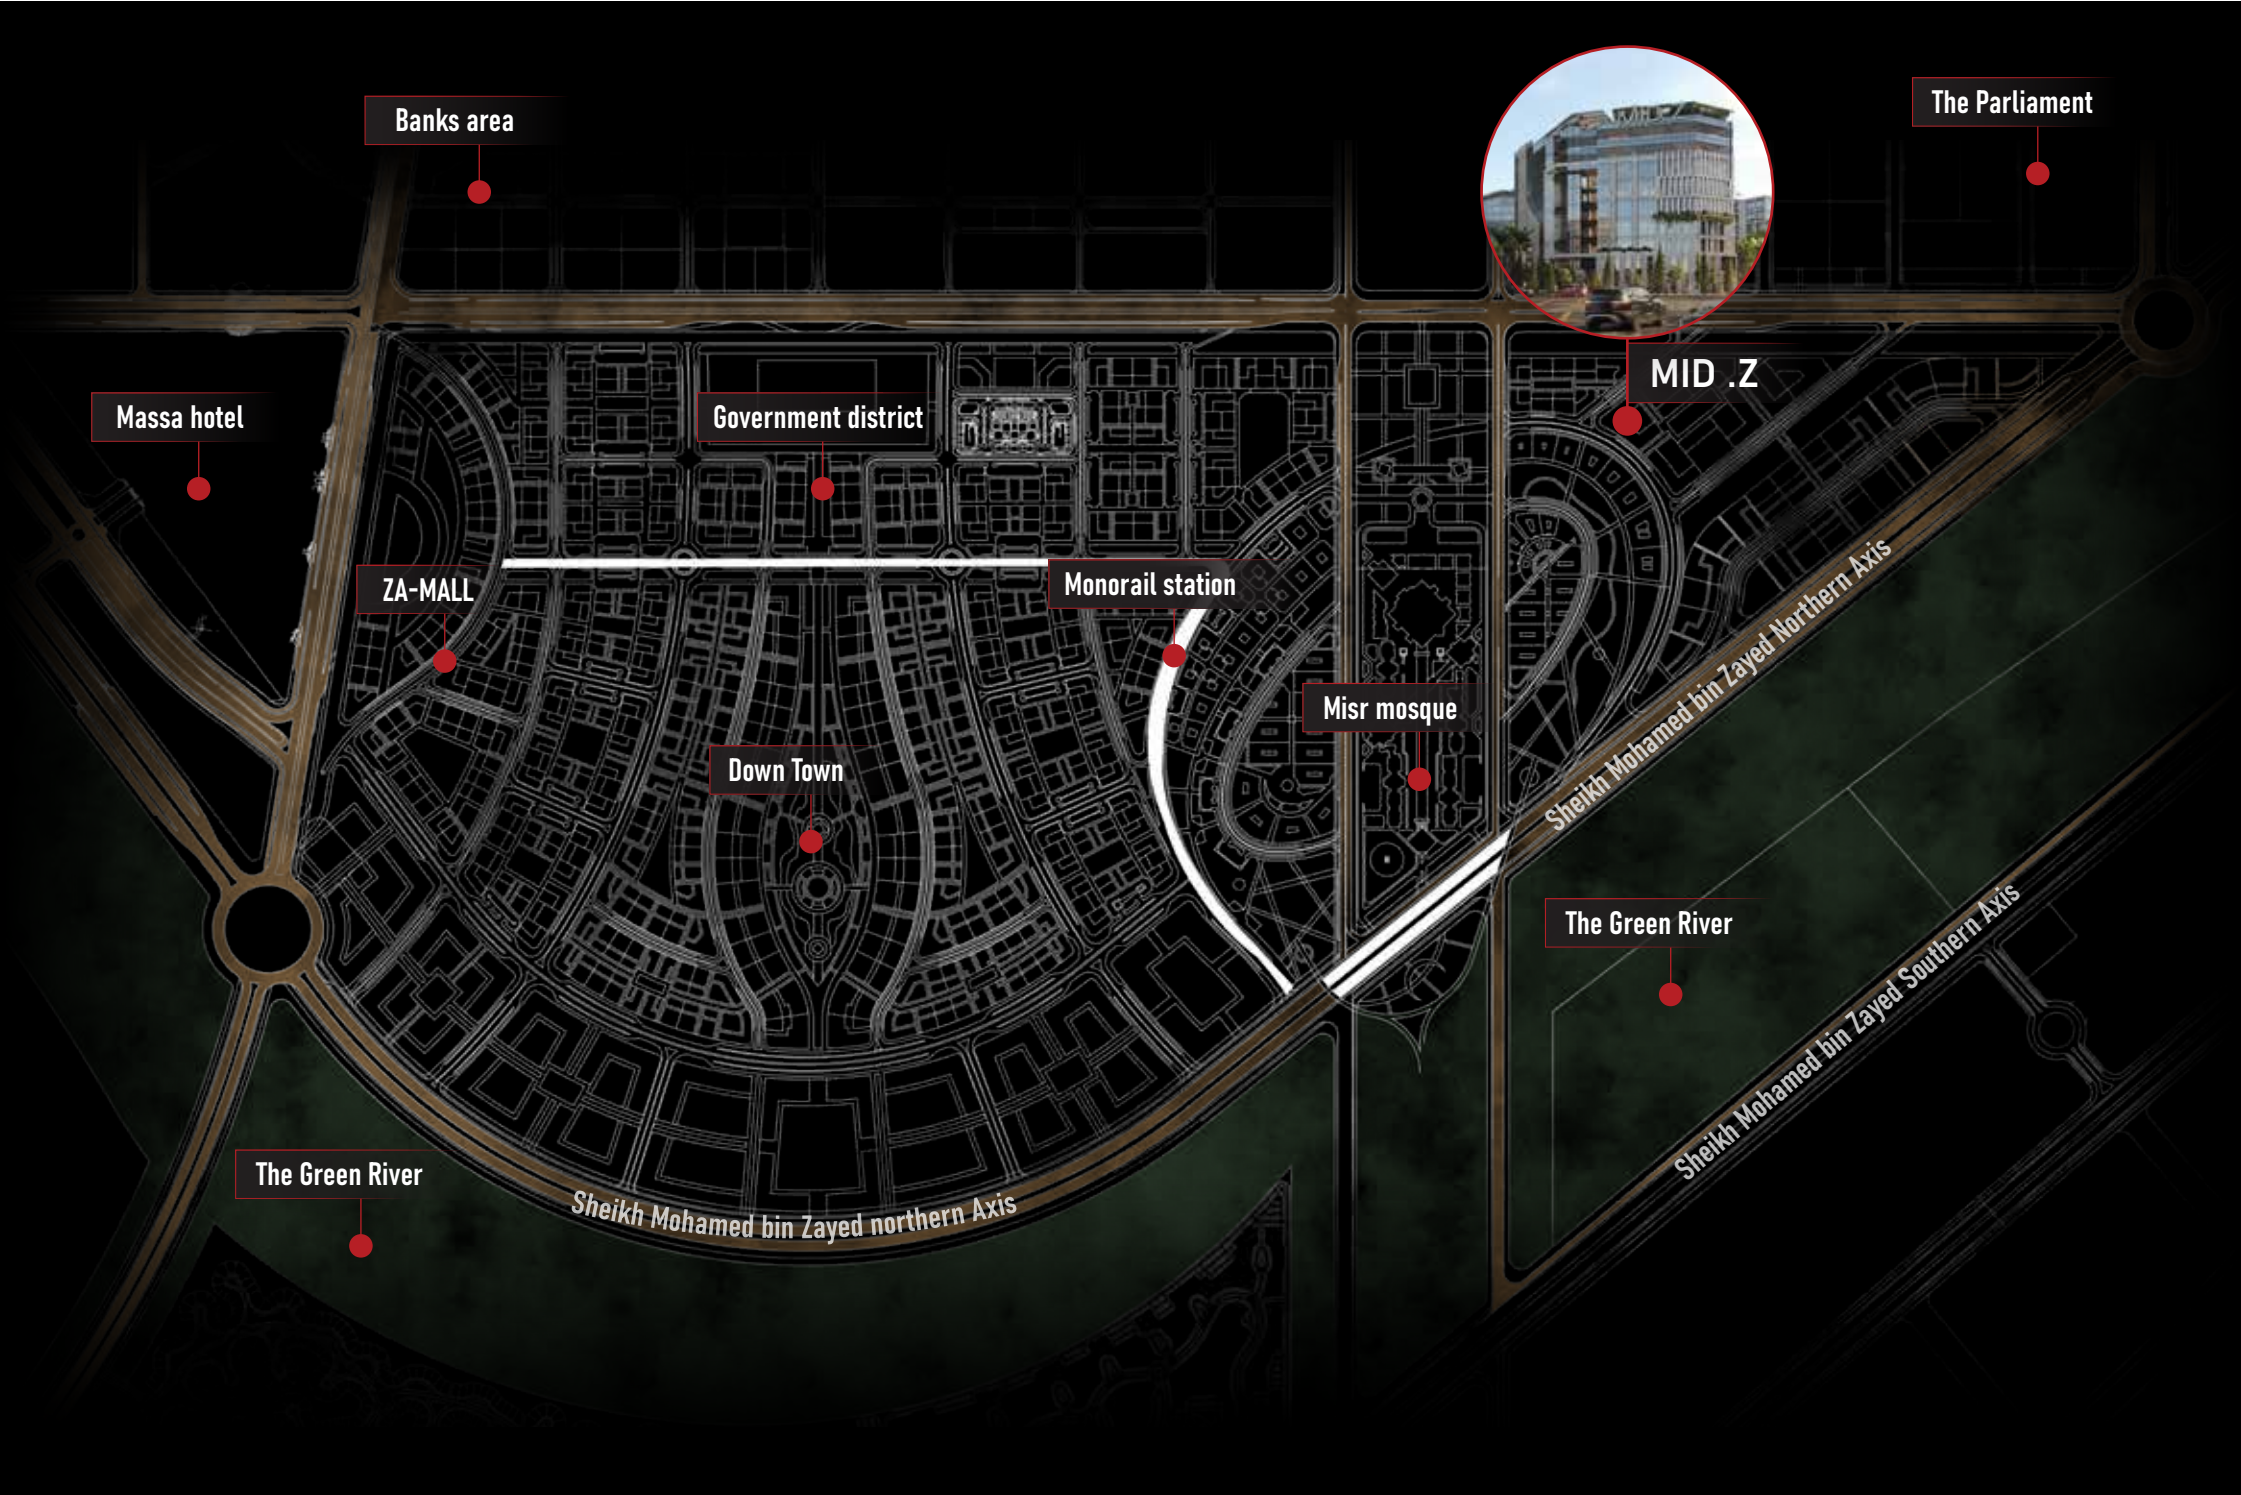 The Parliament
Banks area
MID .Z
Massa hotel
Government district
ZA-MALL
Monorail station
Misr mosque
Down Town
Sheikh Mohamed bin Zayed Northern Axis
The Green River
Sheikh Mohamed bin Zayed Southern Axis
The Green River
Sheikh Mohamed bin Zayed northern Axis